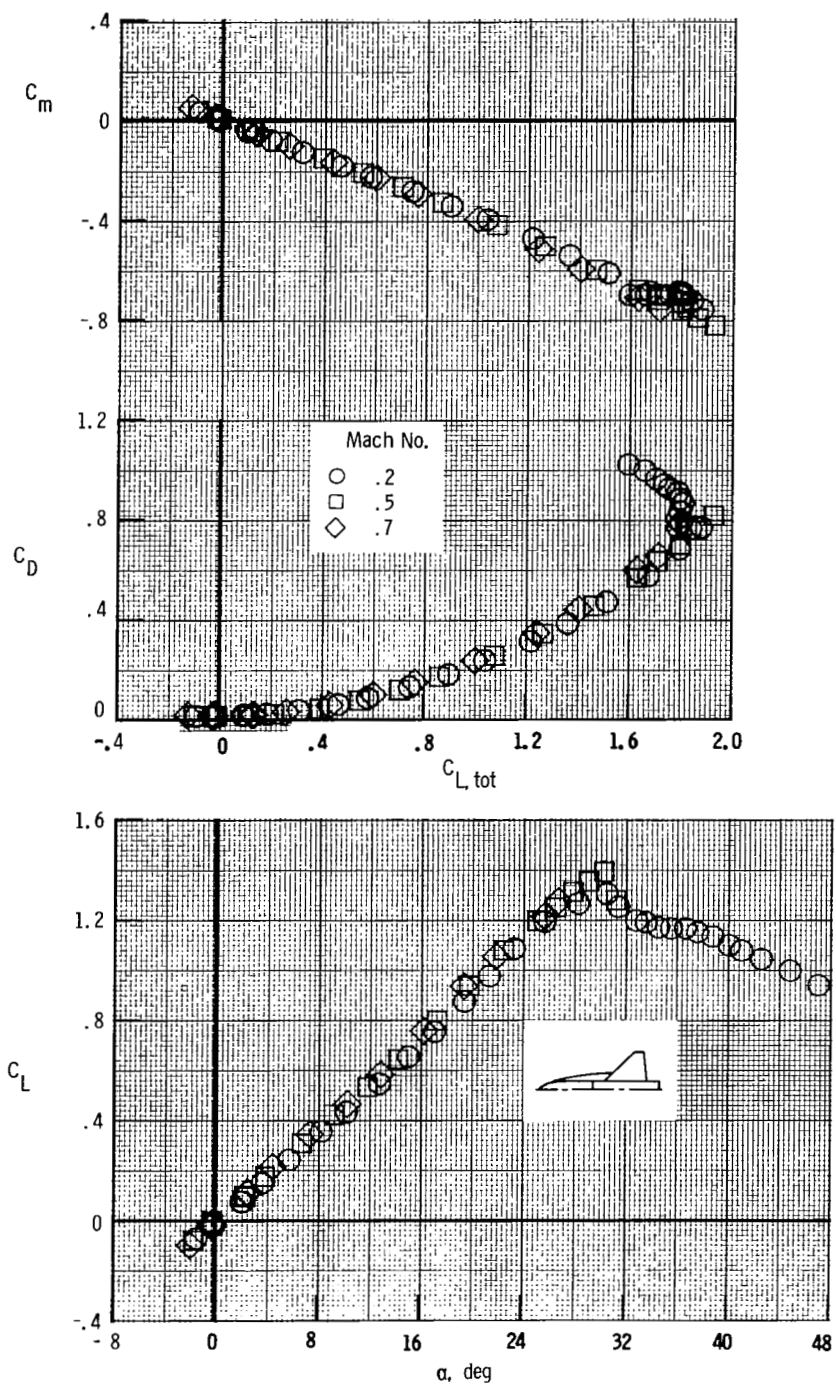 .4
C_m
0
-.4
-.8
1.2
Mach No.
.2
.5
.7
.8
C_D
.4
0
-.4 0 .4 .8 1.2 1.6 2.0
C_L, tot
1.6
1.2
.8
C_L
.4
0
-.4
-8 0 8 16 24 32 40 48
α, deg